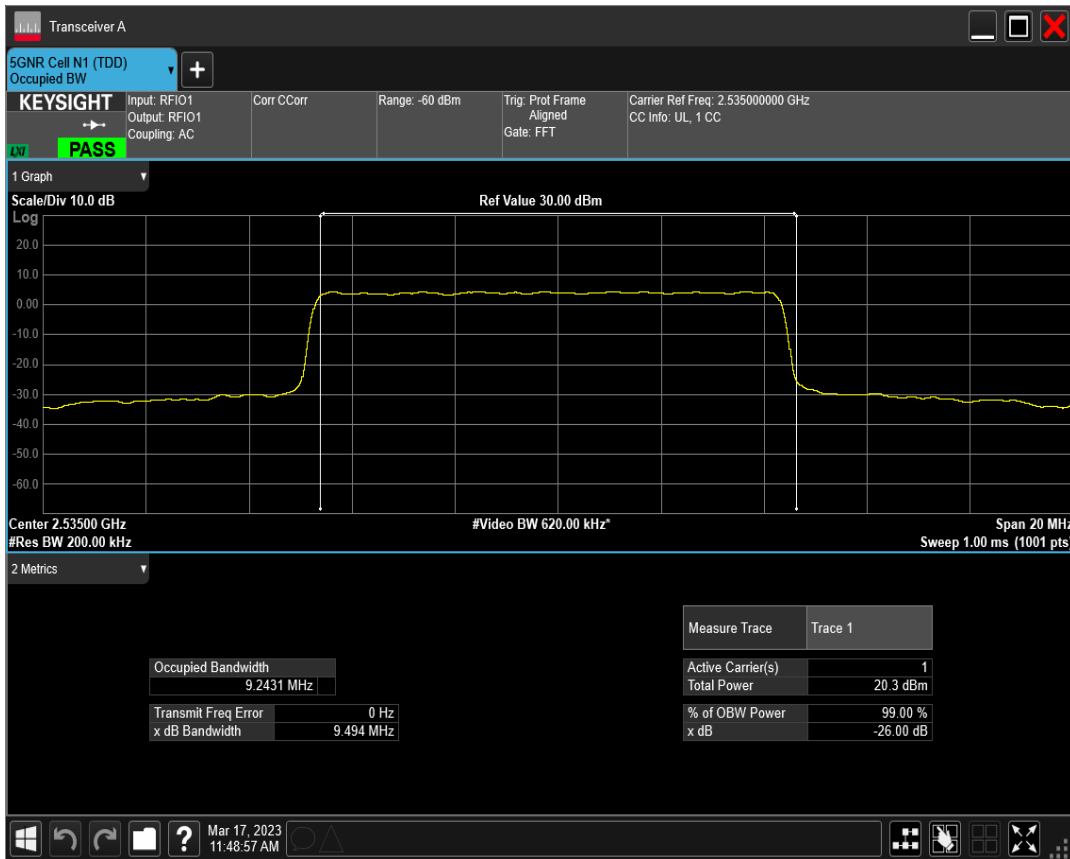 Transceiver A
5GNR Cell N1 (TDD)
Occupied BW
+
KEYSIGHT
LXI
PASS
Input: RFIO1
Output: RFIO1
Coupling: AC
Corr CCorr
Range: -60 dBm
Trig: Prot Frame
Aligned
Gate: FFT
Carrier Ref Freq: 2.535000000 GHz
CC Info: UL, 1 CC
1 Graph
Scale/Div 10.0 dB
Ref Value 30.00 dBm
Log
20.0
10.0
0.00
-10.0
-20.0
-30.0
-40.0
-50.0
-60.0
Center 2.53500 GHz
#Video BW 620.00 kHz*
Span 20 MHz
#Res BW 200.00 kHz
Sweep 1.00 ms (1001 pts)
2 Metrics
Measure Trace Trace 1
Occupied Bandwidth
9.2431 MHz
Active Carrier(s) 1
Total Power 20.3 dBm
Transmit Freq Error 0 Hz
x dB Bandwidth 9.494 MHz
% of OBW Power 99.00 %
x dB -26.00 dB
?
Mar 17, 2023
11:48:57 AM